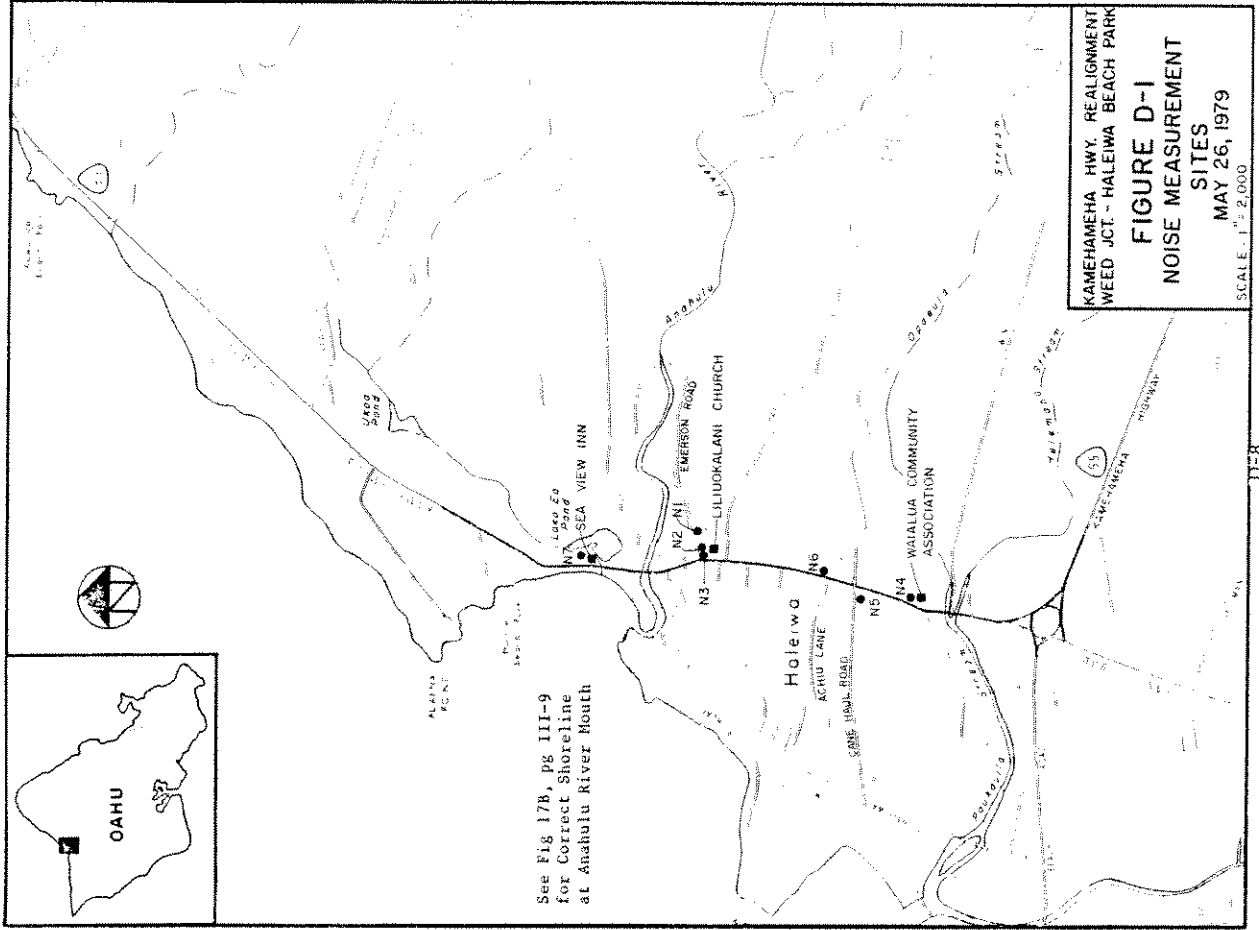 OAHU
See Fig 17B, pg III-9
for Correct Shoreline
at Anahulu River Mouth
Ukoa
Pond
Loko Ea
Pond
N7
SEA VIEW INN
Anahulu
River
EMERSON ROAD
N2
N1
LILIUOKALANI CHURCH
N3
N6
Haleiwa
ACHIU LANE
CANE HAUL ROAD
N5
N4
WAIALUA COMMUNITY
ASSOCIATION
Opaeula
Stream
Stream
Paukauila
Stream
KAMEHAMEHA
HIGHWAY
KAMEHAMEHA HWY. REALIGNMENT
WEED JCT. - HALEIWA BEACH PARK
FIGURE D-1
NOISE MEASUREMENT
SITES
MAY 26, 1979
SCALE: 1" = 2,000